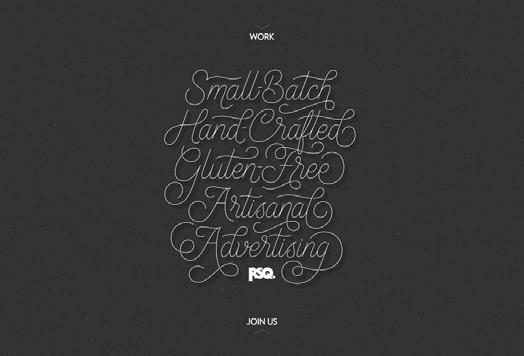 WORK
Small-Batch
Hand-Crafted
Gluten-Free
Artisanal
Advertising
RSQ.
JOIN US